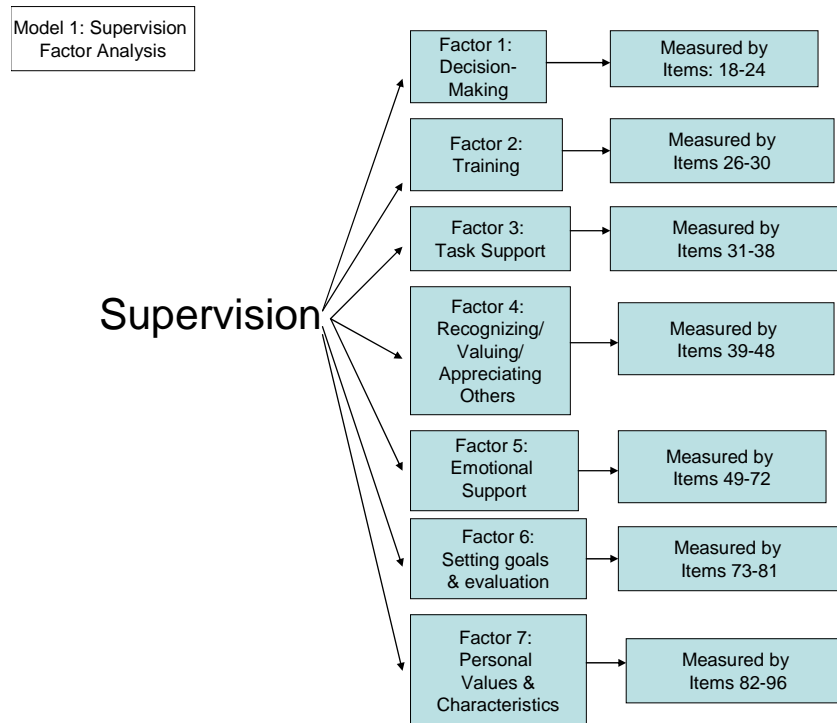 Model 1: Supervision
Factor Analysis
Factor 1:
Decision-
Making
Measured by
Items: 18-24
Factor 2:
Training
Measured by
Items 26-30
Factor 3:
Task Support
Measured by
Items 31-38
Supervision
Factor 4:
Recognizing/
Valuing/
Appreciating
Others
Measured by
Items 39-48
Factor 5:
Emotional
Support
Measured by
Items 49-72
Factor 6:
Setting goals
& evaluation
Measured by
Items 73-81
Factor 7:
Personal
Values &
Characteristics
Measured by
Items 82-96